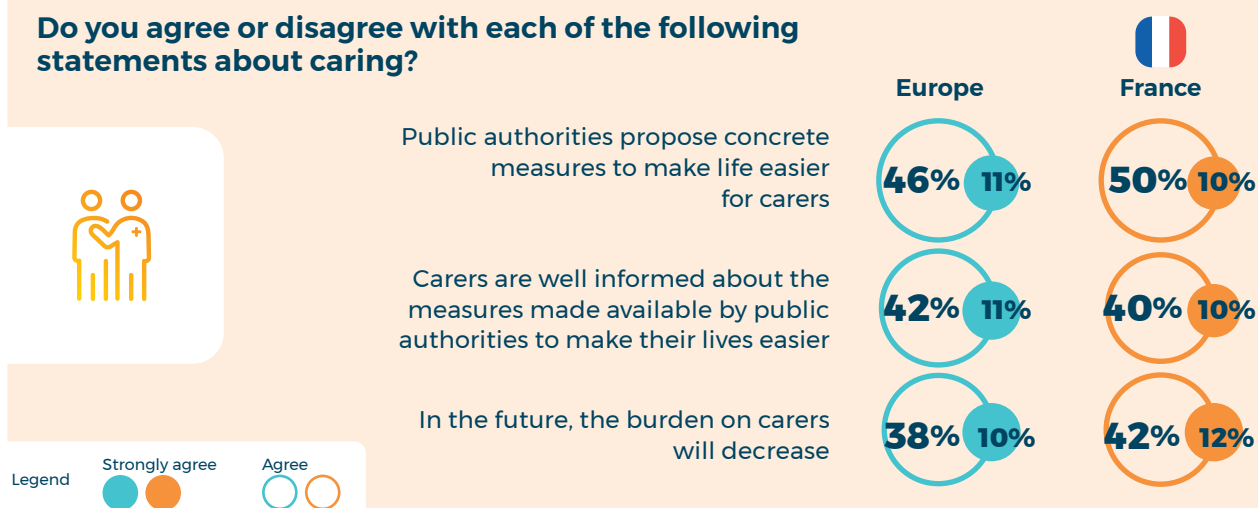 Do you agree or disagree with each of the following
statements about caring?
Europe
France
Public authorities propose concrete
measures to make life easier
for carers
46% 11%
50% 10%
Carers are well informed about the
measures made available by public
authorities to make their lives easier
42% 11%
40% 10%
In the future, the burden on carers
will decrease
38% 10%
42% 12%
Legend
Strongly agree
Agree